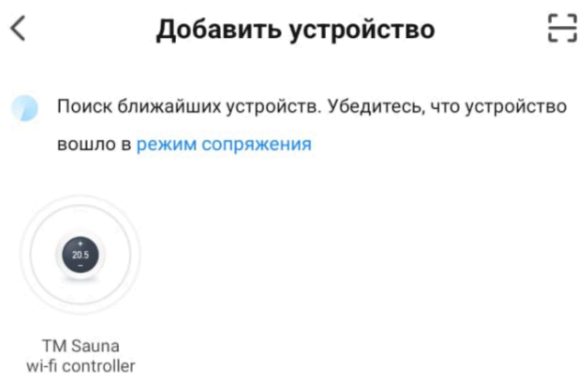 Добавить устройство
Поиск ближайших устройств. Убедитесь, что устройство
вошло в режим сопряжения
+
20.5
−
TM Sauna
wi-fi controller